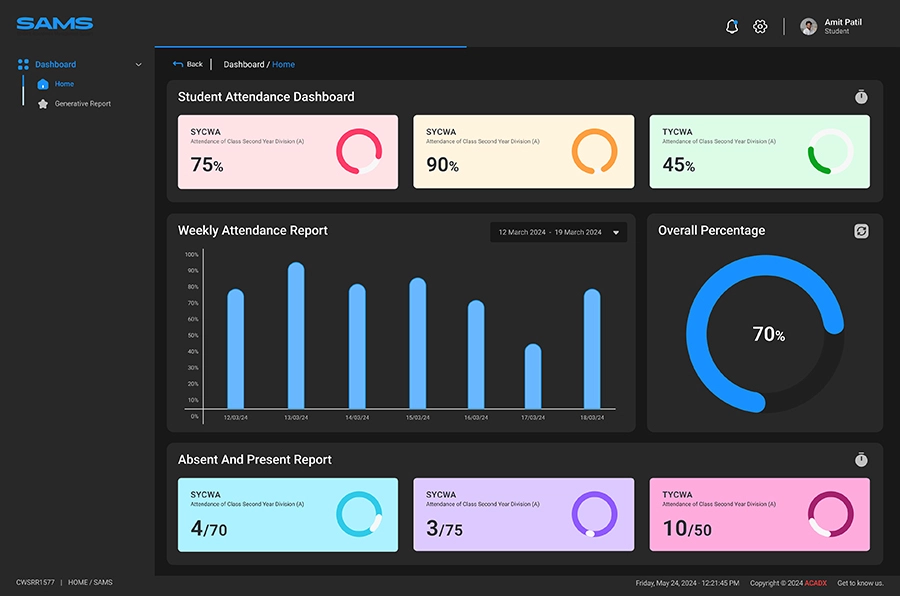 SAMS
Amit Patil
Student
Dashboard
Home
Generative Report
Back | Dashboard / Home
Student Attendance Dashboard
SYCWA
Attendance of Class Second Year Division (A)
75%
SYCWA
Attendance of Class Second Year Division (A)
90%
TYCWA
Attendance of Class Second Year Division (A)
45%
Weekly Attendance Report
12 March 2024 - 19 March 2024
100%
90%
80%
70%
60%
50%
40%
30%
20%
10%
0%
12/03/24 13/03/24 14/03/24 15/03/24 16/03/24 17/03/24 18/03/24
Overall Percentage
70%
Absent And Present Report
SYCWA
Attendance of Class Second Year Division (A)
4/70
SYCWA
Attendance of Class Second Year Division (A)
3/75
TYCWA
Attendance of Class Second Year Division (A)
10/50
CWSRR1577 | HOME / SAMS
Friday, May 24, 2024 - 12:21:45 PM Copyright © 2024 ACADX Get to know us.